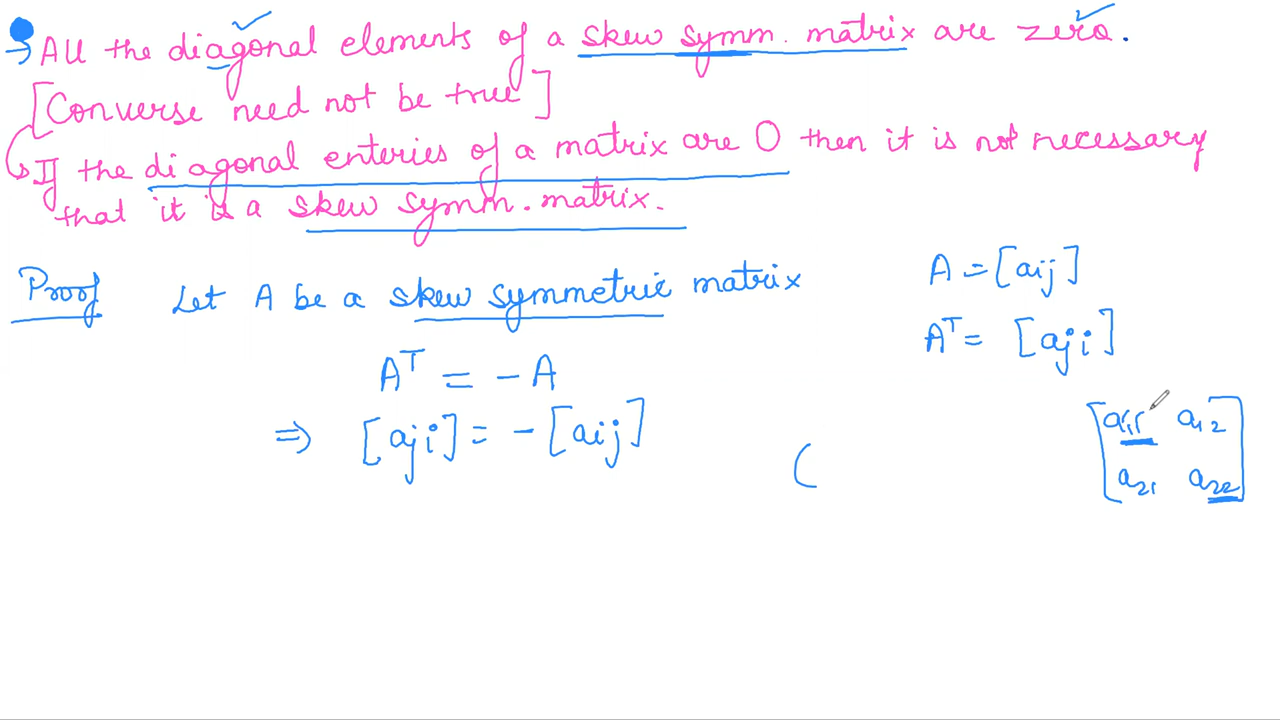 → All the diagonal elements of a skew symm. matrix are zero.
[Converse need not be true]
↳ If the diagonal enteries of a matrix are 0 then it is not necessary
that it is a skew symm. matrix.
Proof Let A be a skew symmetric matrix
A = [aij]
Aᵀ = [aji]
Aᵀ = -A
⇒ [aji] = -[aij]
(
[a11 a12
a21 a22]